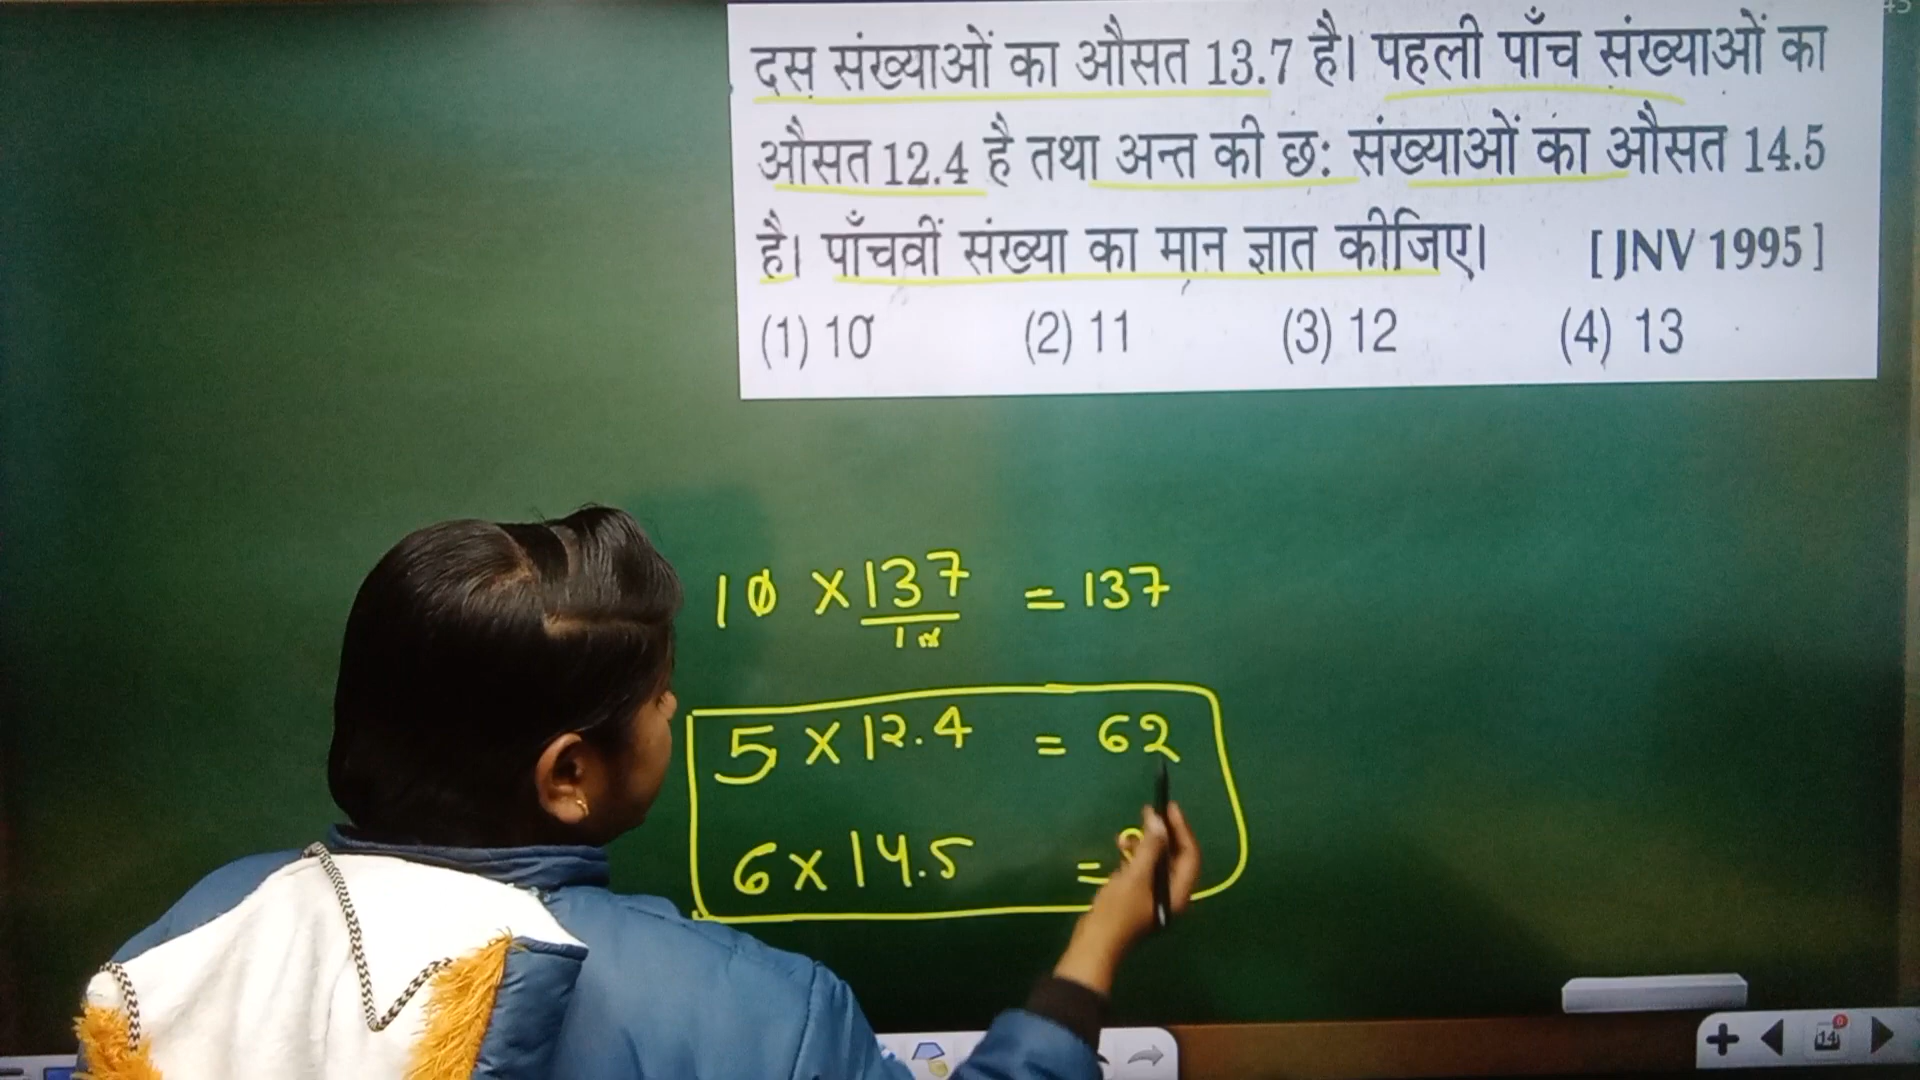 दस संख्याओं का औसत 13.7 है। पहली पाँच संख्याओं का
औसत 12.4 है तथा अन्त की छः संख्याओं का औसत 14.5
है। पाँचवीं संख्या का मान ज्ञात कीजिए। [JNV 1995]
(1) 10 (2) 11 (3) 12 (4) 13
10 × 137/10 = 137
5 × 12.4 = 62
6 × 14.5 =
14